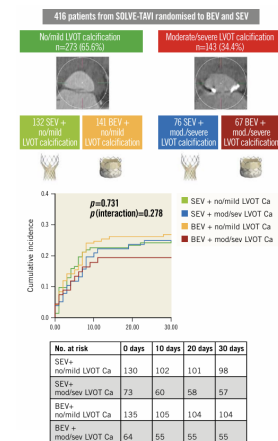 416 patients from SOLVE-TAVI randomised to BEV and SEV
No/mild LVOT calcification
n=273 (65.6%)
Moderate/severe LVOT calcification
n=143 (34.4%)
132 SEV +
no/mild
LVOT calcification
141 BEV +
no/mild
LVOT calcification
76 SEV +
mod./severe
LVOT calcification
67 BEV +
mod./severe
LVOT calcification
Cumulative incidence
0.4
0.3
0.2
0.1
0.0
p=0.731
p(interaction)=0.278
0.00 10.00 20.00 30.00
SEV + no/mild LVOT Ca
SEV + mod/sev LVOT Ca
BEV + no/mild LVOT Ca
BEV + mod/sev LVOT Ca
No. at risk 0 days 10 days 20 days 30 days
SEV+
no/mild LVOT Ca 130 102 101 98
SEV+
mod/sev LVOT Ca 73 60 58 57
BEV+
no/mild LVOT Ca 135 105 104 104
BEV +
mod/sev LVOT Ca 64 55 55 55